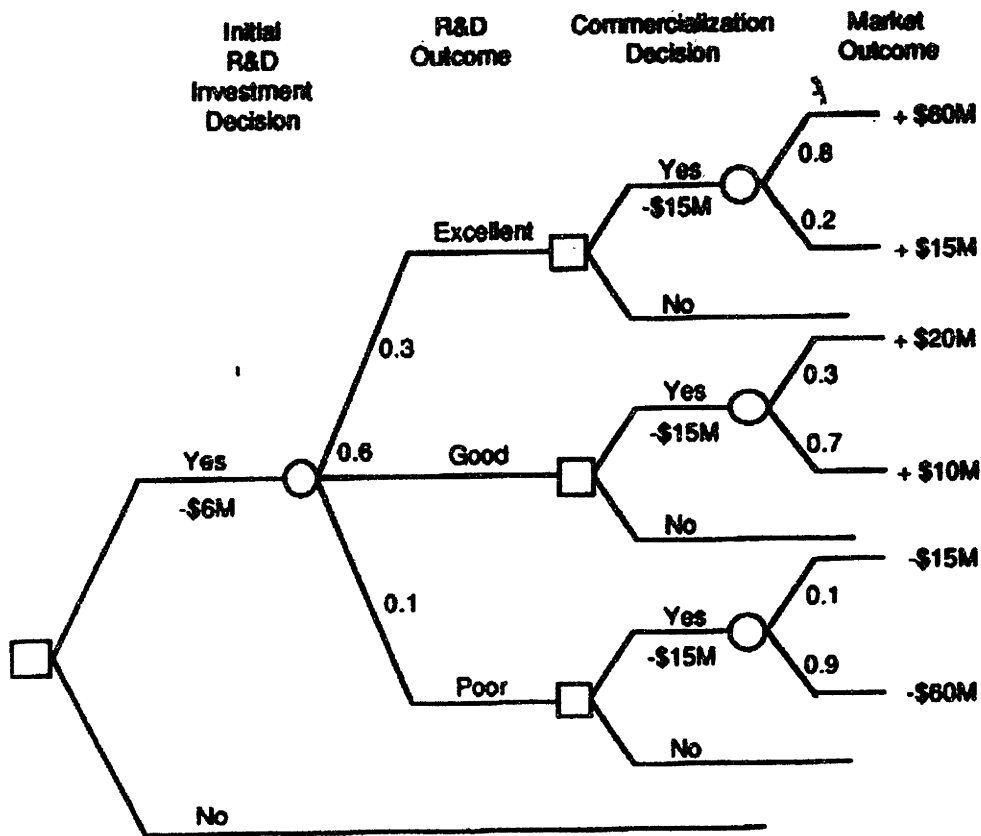 Initial
R&D
Investment
Decision
R&D
Outcome
Commercialization
Decision
Market
Outcome
+ $60M
0.8
Yes
-$15M
0.2
+ $15M
Excellent
No
0.3
+ $20M
0.3
Yes
-$15M
0.7
+ $10M
0.6
Good
No
Yes
-$6M
-$15M
0.1
Yes
-$15M
0.9
-$60M
0.1
Poor
No
No